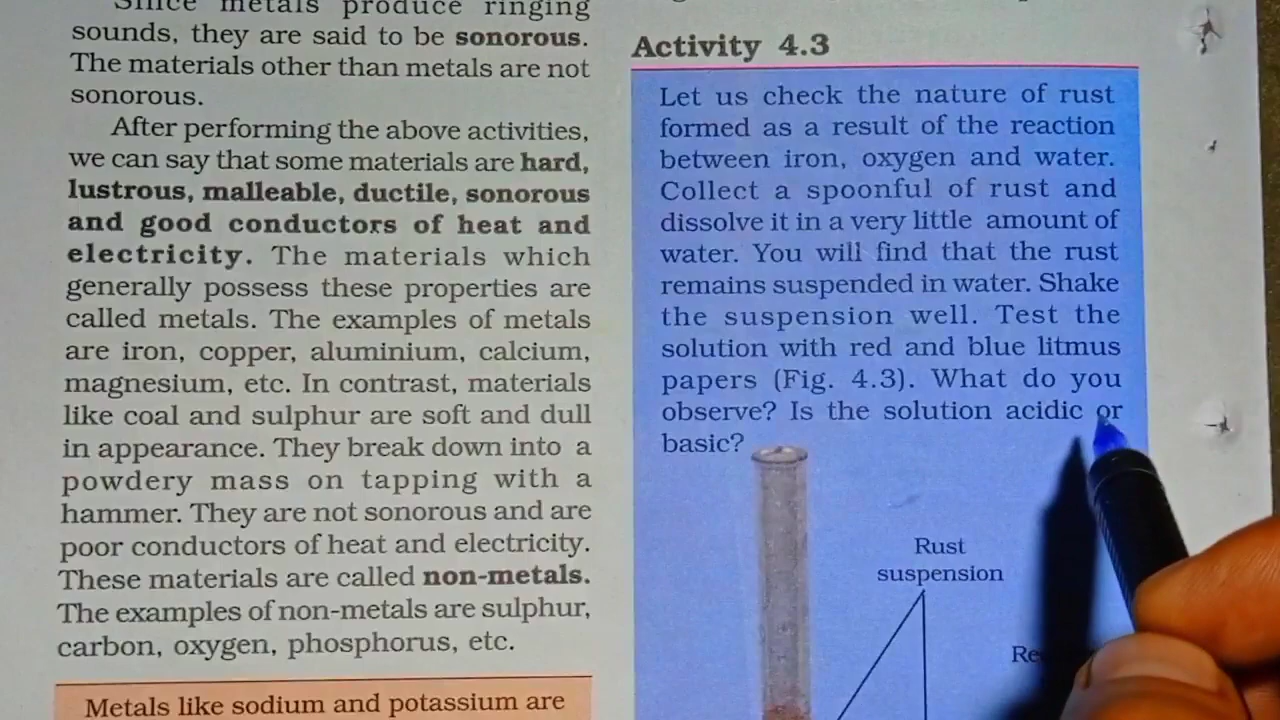 Since metals produce ringing
sounds, they are said to be sonorous.
The materials other than metals are not
sonorous.
After performing the above activities,
we can say that some materials are hard,
lustrous, malleable, ductile, sonorous
and good conductors of heat and
electricity. The materials which
generally possess these properties are
called metals. The examples of metals
are iron, copper, aluminium, calcium,
magnesium, etc. In contrast, materials
like coal and sulphur are soft and dull
in appearance. They break down into a
powdery mass on tapping with a
hammer. They are not sonorous and are
poor conductors of heat and electricity.
These materials are called non-metals.
The examples of non-metals are sulphur,
carbon, oxygen, phosphorus, etc.
Metals like sodium and potassium are
Activity 4.3
Let us check the nature of rust
formed as a result of the reaction
between iron, oxygen and water.
Collect a spoonful of rust and
dissolve it in a very little amount of
water. You will find that the rust
remains suspended in water. Shake
the suspension well. Test the
solution with red and blue litmus
papers (Fig. 4.3). What do you
observe? Is the solution acidic or
basic?
Rust
suspension